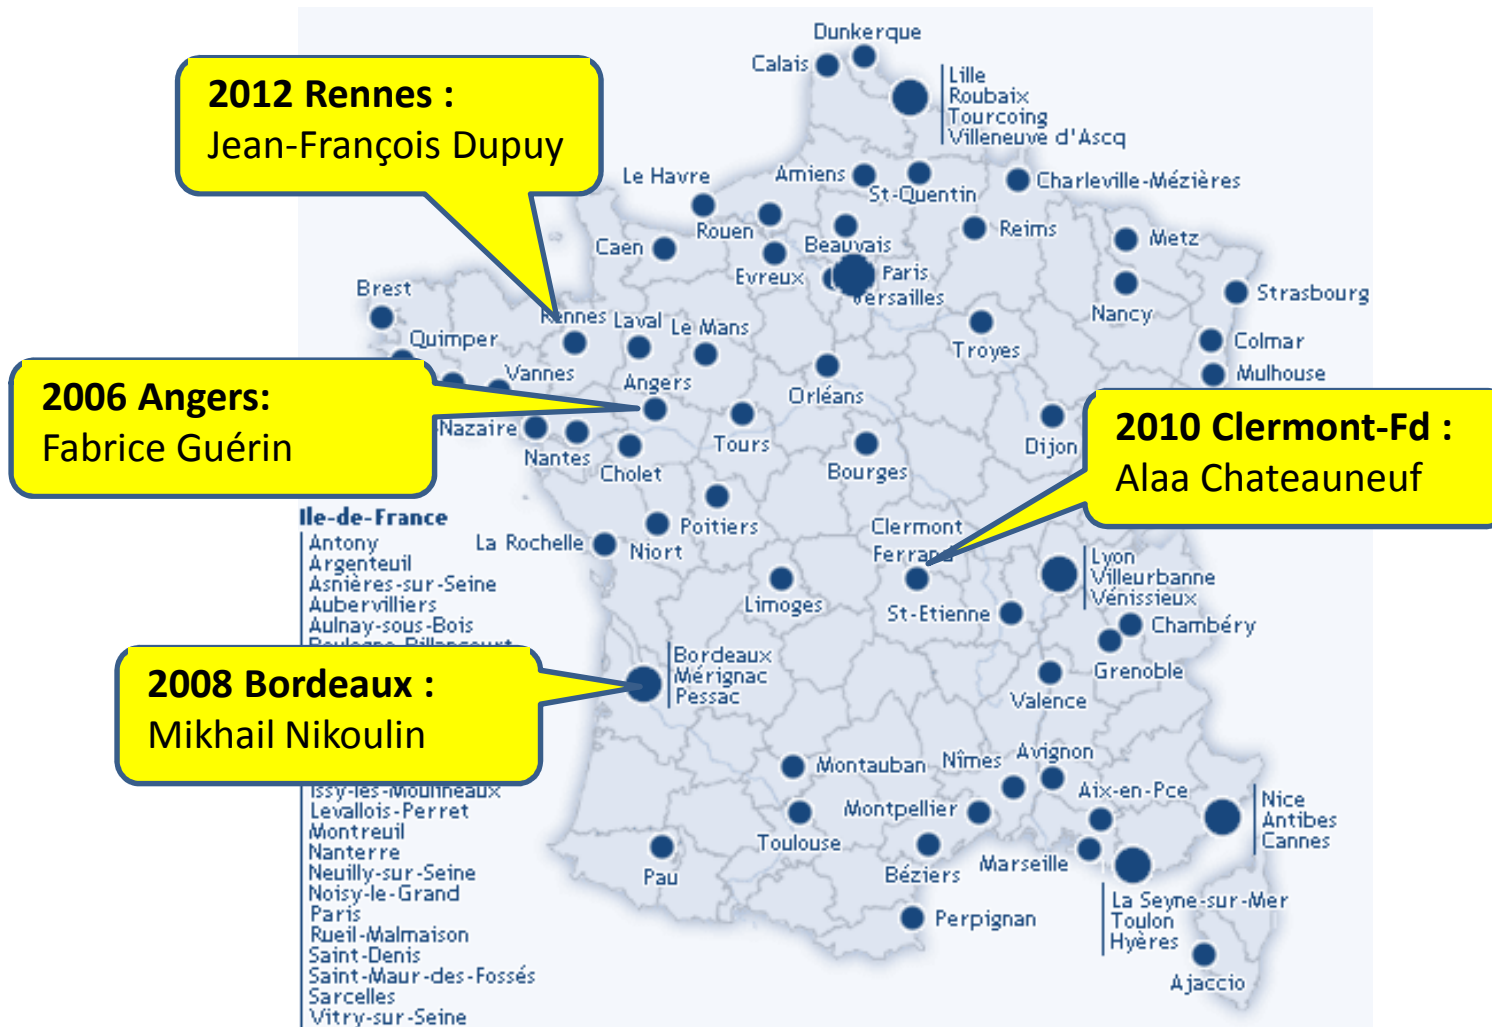 Dunkerque
Calais
Lille
Roubaix
Tourcoing
Villeneuve d'Ascq
2012 Rennes :
Jean-François Dupuy
Le Havre
Amiens
St-Quentin
Charleville-Mézières
Rouen
Beauvais
Reims
Metz
Caen
Evreux
Paris
Versailles
Nancy
Strasbourg
Brest
Rennes
Laval
Le Mans
Troyes
Colmar
Quimper
Vannes
Angers
Orléans
Mulhouse
2006 Angers:
Fabrice Guérin
-Nazaire
Nantes
Cholet
Tours
Bourges
Dijon
2010 Clermont-Fd :
Alaa Chateauneuf
Ile-de-France
Antony
Argenteuil
Asnières-sur-Seine
Aubervilliers
Aulnay-sous-Bois
Boulogne-Billancourt
La Rochelle
Niort
Poitiers
Clermont
Ferrand
Limoges
St-Etienne
Lyon
Villeurbanne
Vénissieux
Chambéry
Grenoble
Valence
2008 Bordeaux :
Mikhail Nikoulin
Bordeaux
Mérignac
Pessac
Issy-les-Moulineaux
Levallois-Perret
Montreuil
Nanterre
Neuilly-sur-Seine
Noisy-le-Grand
Paris
Rueil-Malmaison
Saint-Denis
Saint-Maur-des-Fossés
Sarcelles
Vitry-sur-Seine
Montauban
Nîmes
Avignon
Aix-en-Pce
Montpellier
Toulouse
Béziers
Marseille
Nice
Antibes
Cannes
Pau
Perpignan
La Seyne-sur-Mer
Toulon
Hyères
Ajaccio